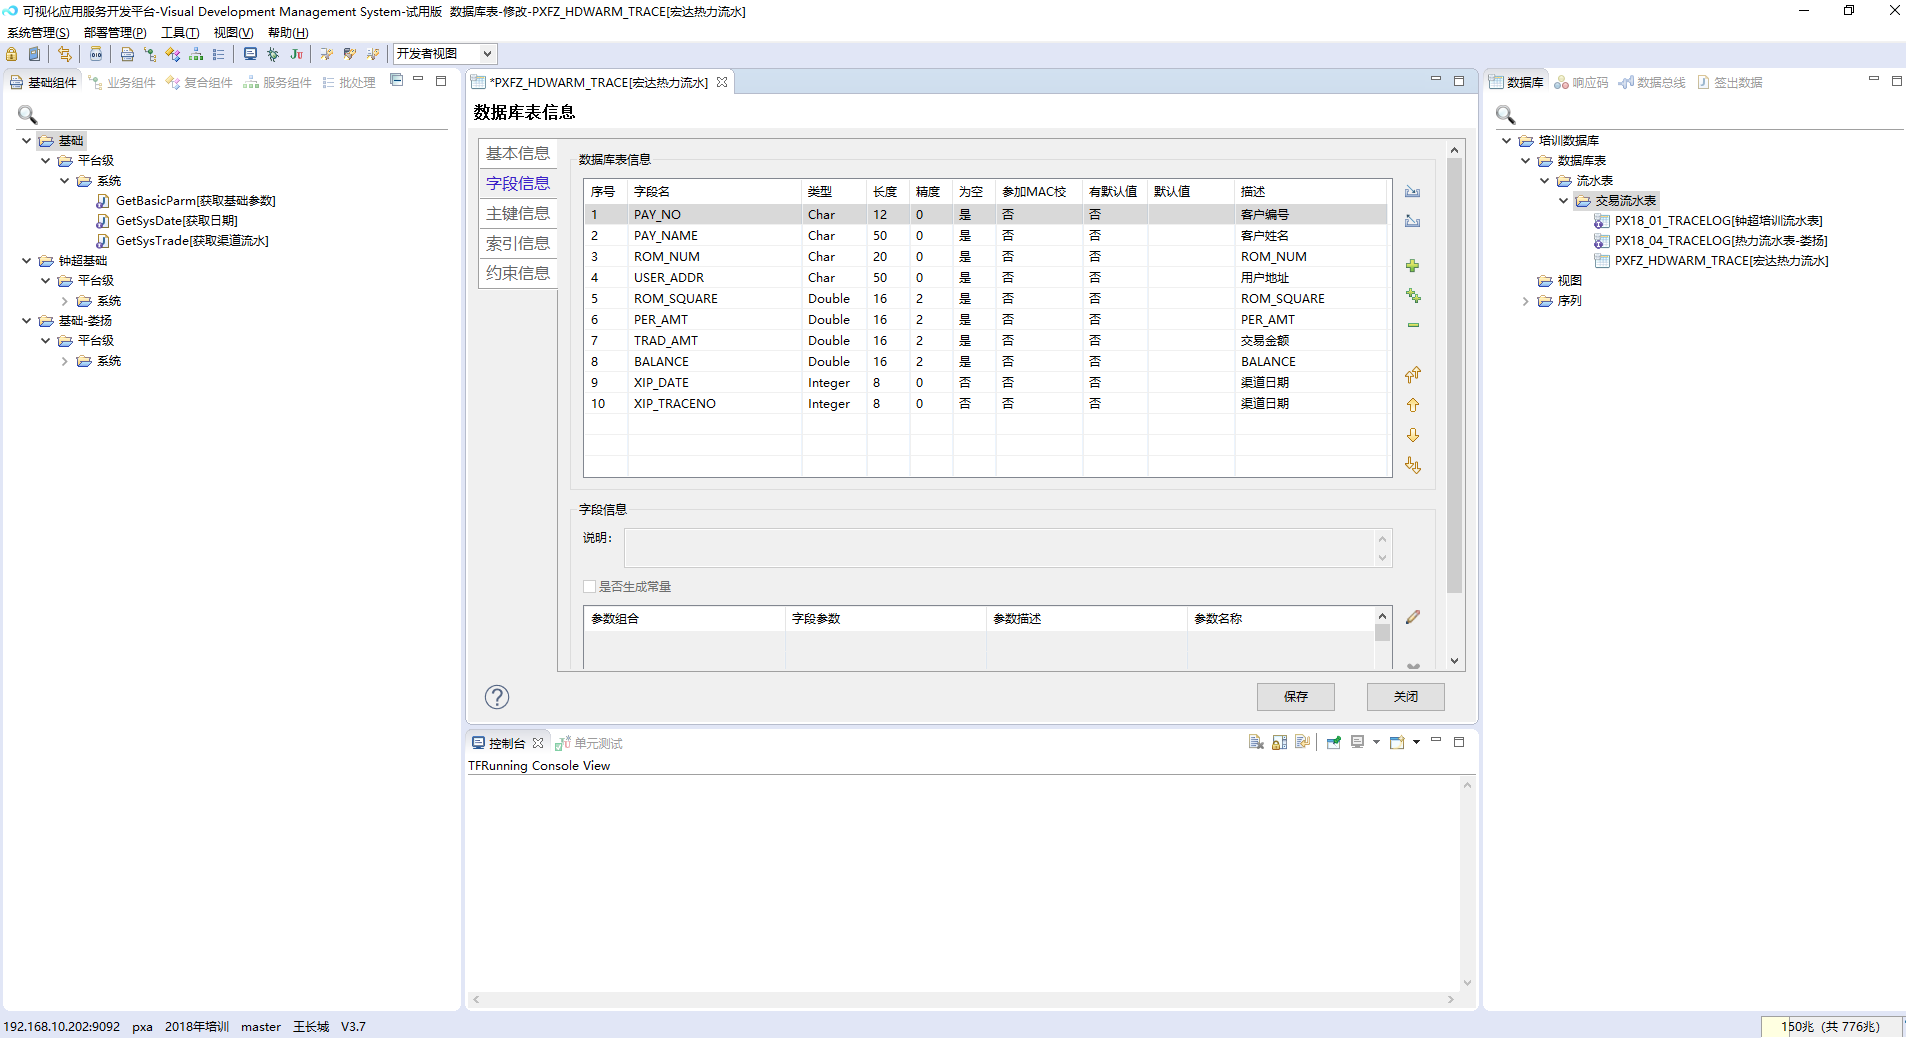 可视化应用服务开发平台-Visual Development Management System-试用版  数据库表-修改-PXFZ_HDWARM_TRACE[宏达热力流水]
系统管理(S)  部署管理(P)  工具(T)  视图(V)  帮助(H)
开发者视图
基础组件  业务组件  复合组件  服务组件  批处理
基础
平台级
系统
GetBasicParm[获取基础参数]
GetSysDate[获取日期]
GetSysTrade[获取渠道流水]
钟超基础
平台级
系统
基础-娄扬
平台级
系统
*PXFZ_HDWARM_TRACE[宏达热力流水]
数据库表信息
基本信息
字段信息
主键信息
索引信息
约束信息
数据库表信息
序号  字段名  类型  长度  精度  为空  参加MAC校  有默认值  默认值  描述
1  PAY_NO  Char  12  0  是  否  否  客户编号
2  PAY_NAME  Char  50  0  是  否  否  客户姓名
3  ROM_NUM  Char  20  0  是  否  否  ROM_NUM
4  USER_ADDR  Char  50  0  是  否  否  用户地址
5  ROM_SQUARE  Double  16  2  是  否  否  ROM_SQUARE
6  PER_AMT  Double  16  2  是  否  否  PER_AMT
7  TRAD_AMT  Double  16  2  是  否  否  交易金额
8  BALANCE  Double  16  2  是  否  否  BALANCE
9  XIP_DATE  Integer  8  0  否  否  否  渠道日期
10  XIP_TRACENO  Integer  8  0  否  否  否  渠道日期
字段信息
说明：
是否生成常量
参数组合  字段参数  参数描述  参数名称
保存  关闭
控制台  单元测试
TFRunning Console View
数据库  响应码  数据总线  签出数据
培训数据库
数据库表
流水表
交易流水表
PX18_01_TRACELOG[钟超培训流水表]
PX18_04_TRACELOG[热力流水表-娄扬]
PXFZ_HDWARM_TRACE[宏达热力流水]
视图
序列
192.168.10.202:9092  pxa  2018年培训  master  王长城  V3.7
150兆（共 776兆）